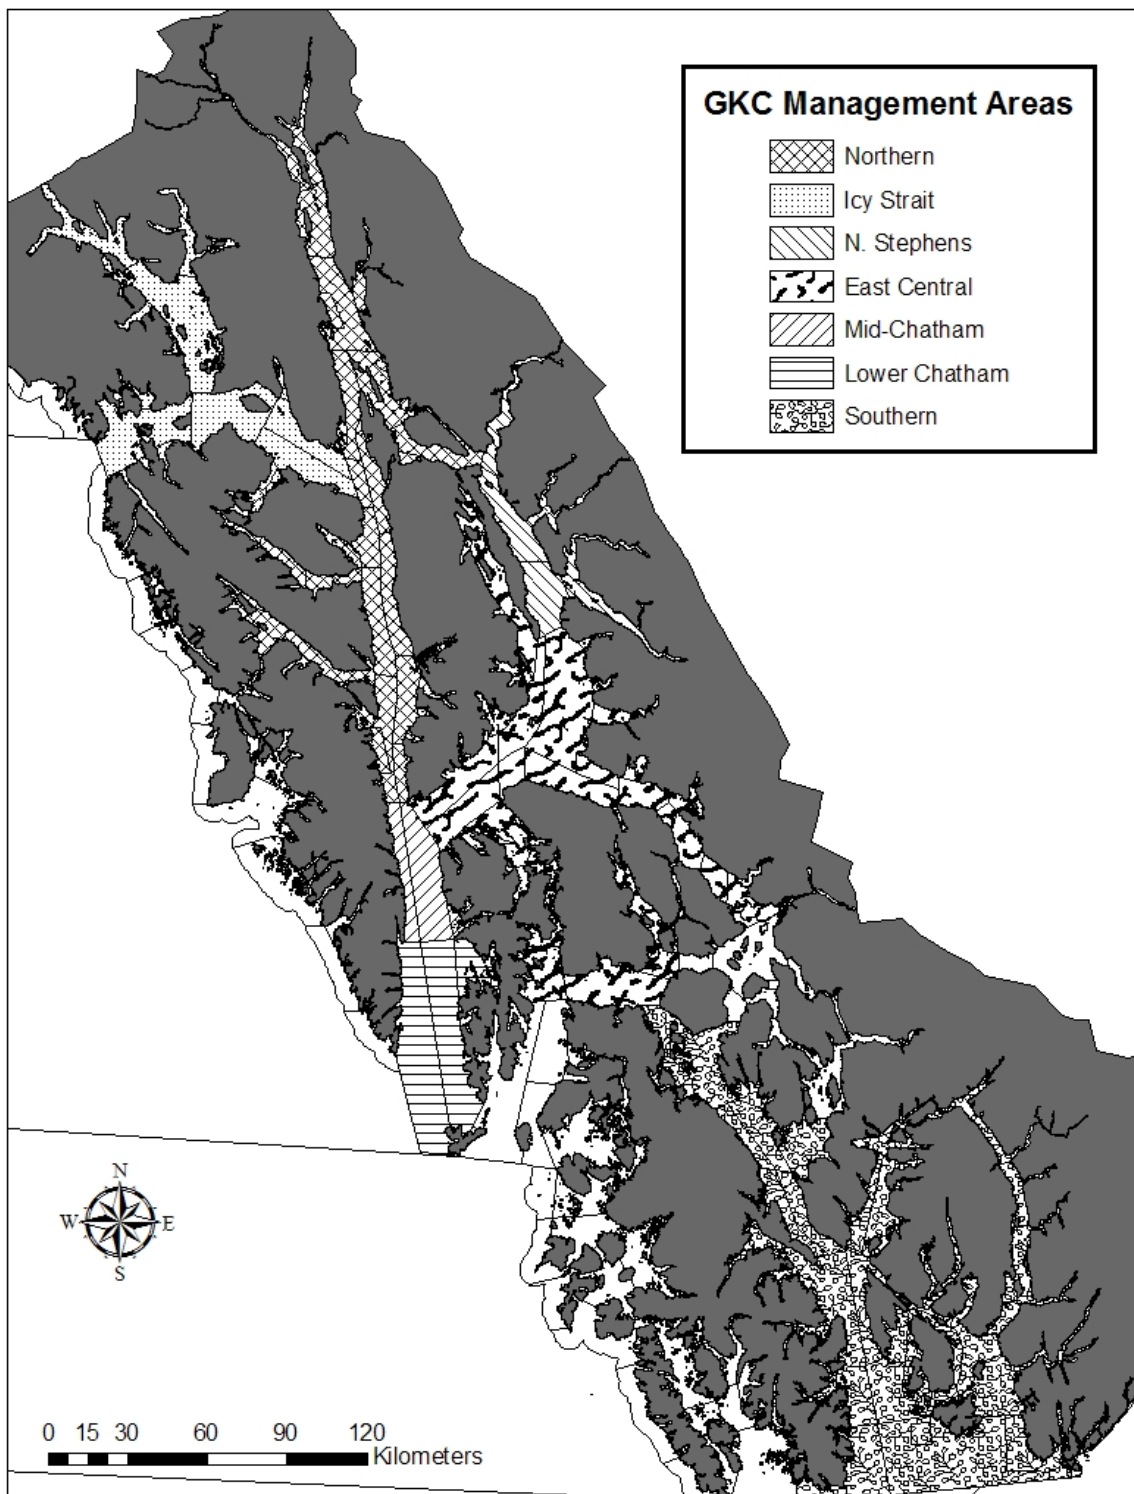 GKC Management Areas
Northern
Icy Strait
N. Stephens
East Central
Mid-Chatham
Lower Chatham
Southern
N
W E
S
0 15 30 60 90 120
Kilometers